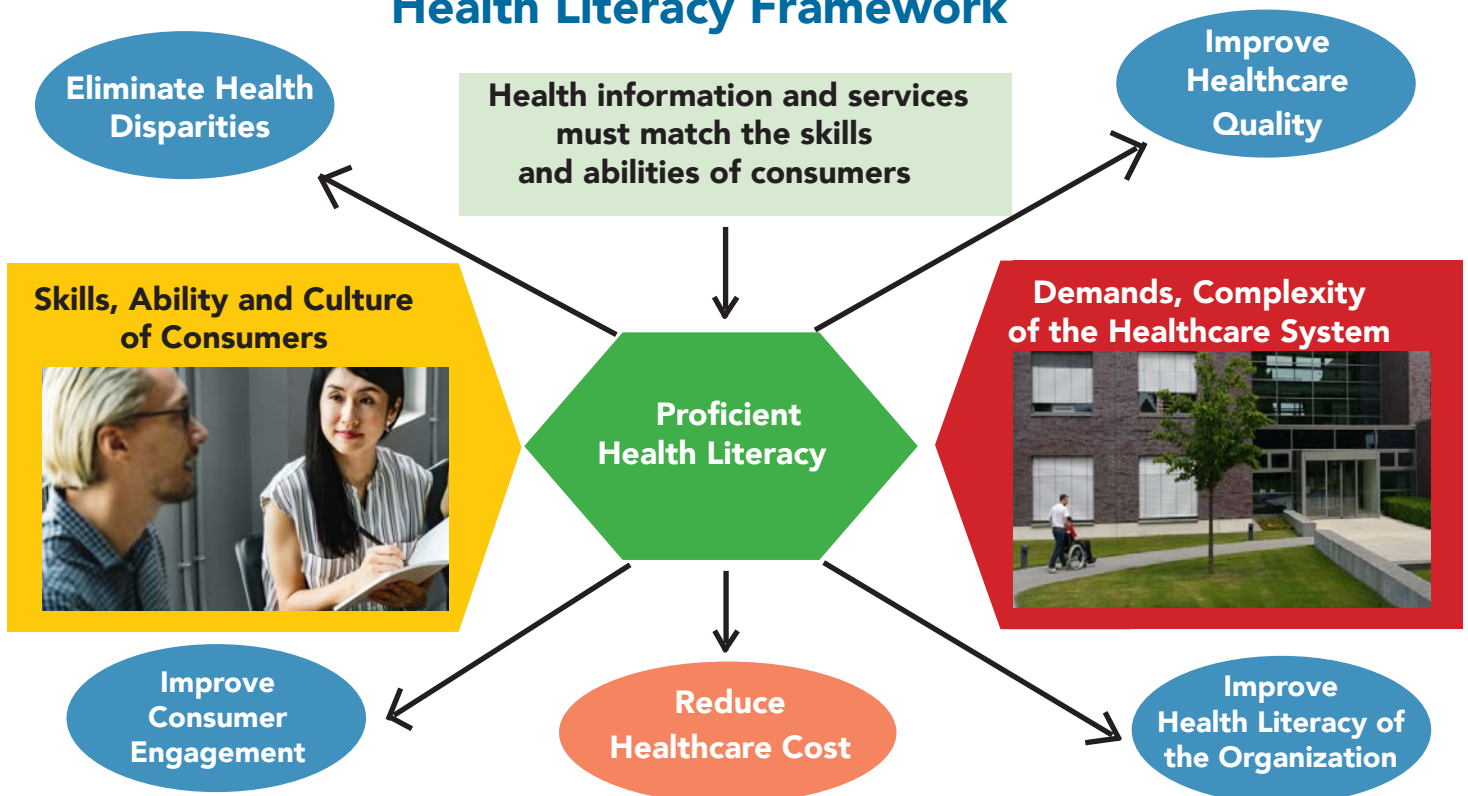 Health Literacy Framework
Eliminate Health
Disparities
Health information and services
must match the skills
and abilities of consumers
Improve
Healthcare
Quality
Skills, Ability and Culture
of Consumers
Proficient
Health Literacy
Demands, Complexity
of the Healthcare System
Improve
Consumer
Engagement
Reduce
Healthcare Cost
Improve
Health Literacy of
the Organization